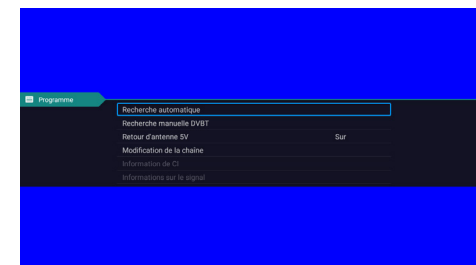 Programme
Recherche automatique
Recherche manuelle DVBT
Retour d'antenne 5V Sur
Modification de la chaîne
Information de CI
Informations sur le signal